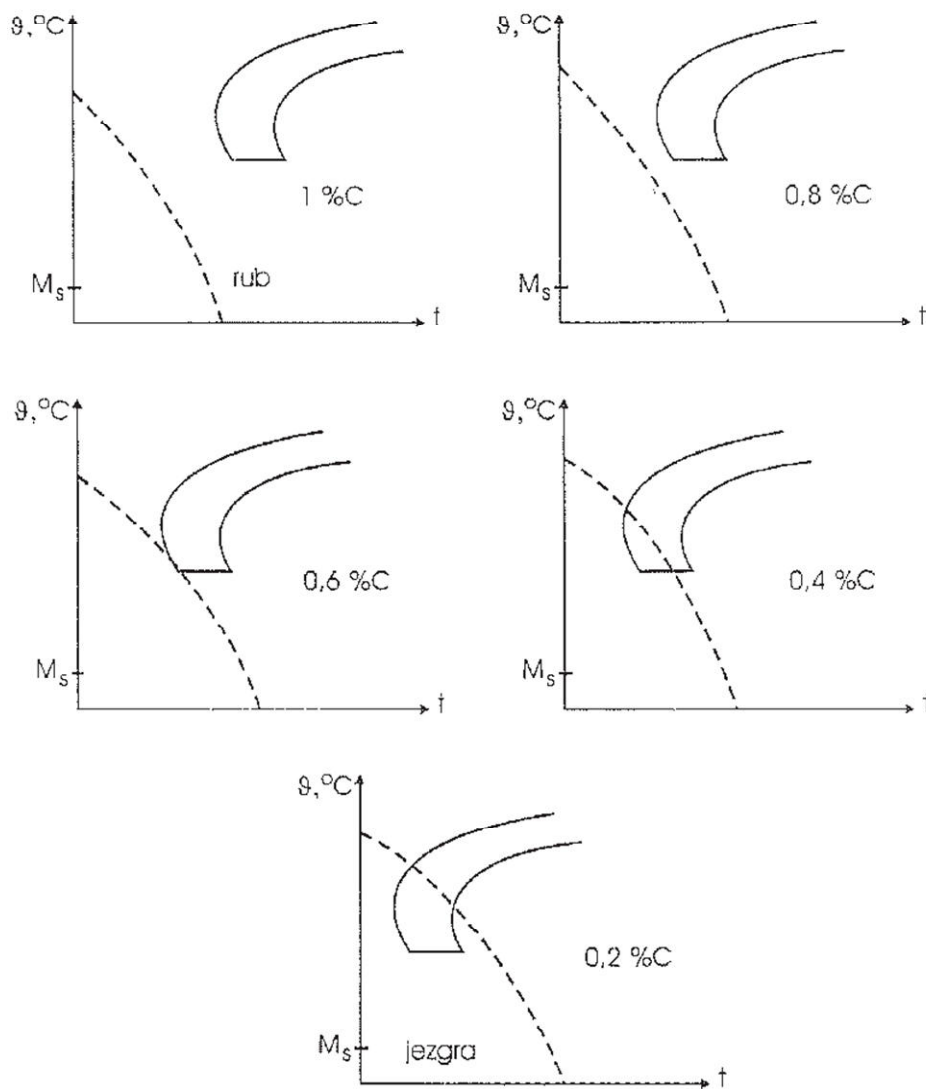 ϑ,°C
1 %C
Mₛ
rub
t
ϑ,°C
0,8 %C
Mₛ
t
ϑ,°C
0,6 %C
Mₛ
t
ϑ,°C
0,4 %C
Mₛ
t
ϑ,°C
0,2 %C
Mₛ
jezgra
t